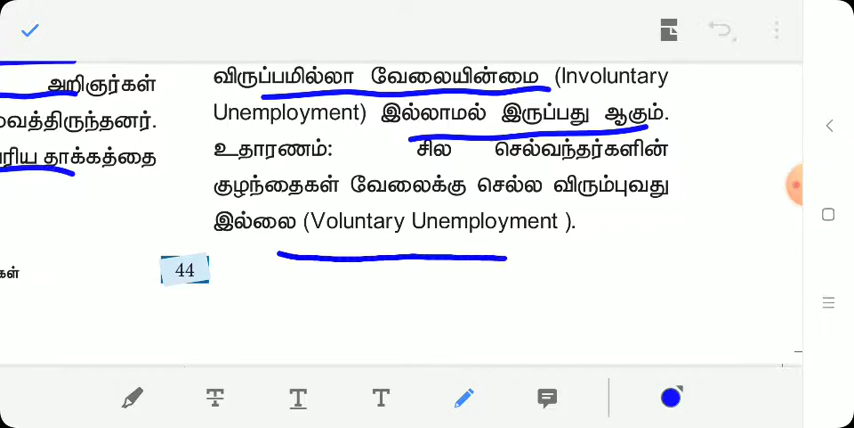 அறிஞர்கள்
வைத்திருந்தனர்.
தாக்கத்தை
விருப்பமில்லா வேலையின்மை (Involuntary
Unemployment) இல்லாமல் இருப்பது ஆகும்.
உதாரணம்: சில செல்வந்தர்களின்
குழந்தைகள் வேலைக்கு செல்ல விரும்புவது
இல்லை (Voluntary Unemployment ).
44